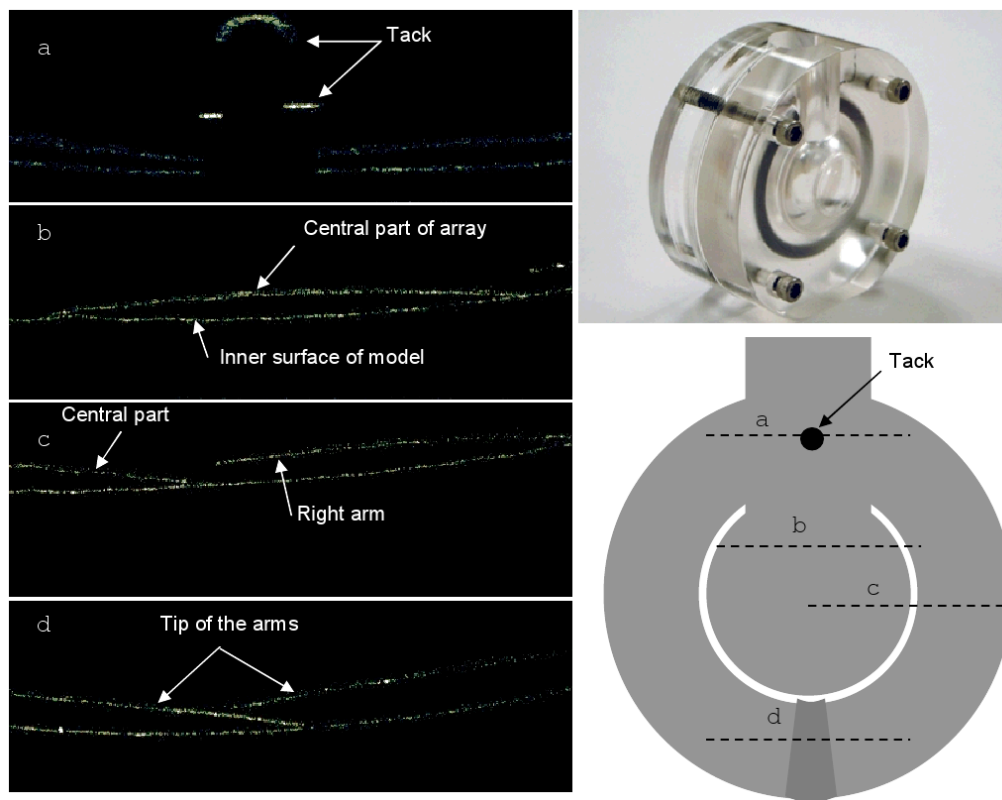 a
Tack
b
Central part of array
Inner surface of model
c
Central part
Right arm
d
Tip of the arms
Tack
a
b
c
d